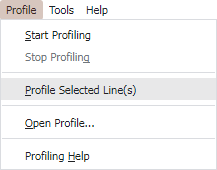 Profile Tools Help
Start Profiling
Stop Profiling
Profile Selected Line(s)
Open Profile...
Profiling Help